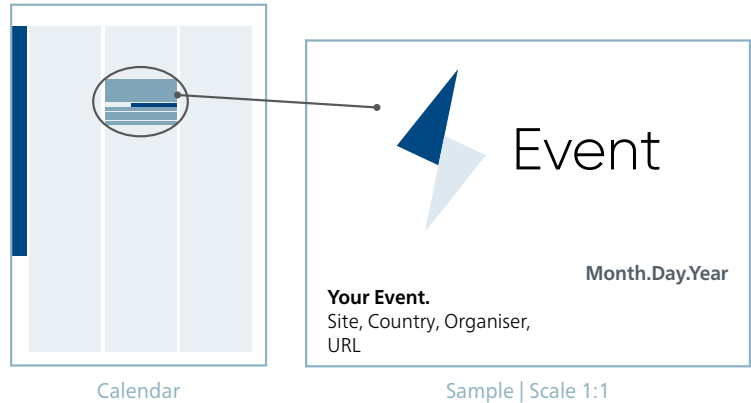 Event
Month.Day.Year
Your Event.
Site, Country, Organiser,
URL
Calendar
Sample | Scale 1:1